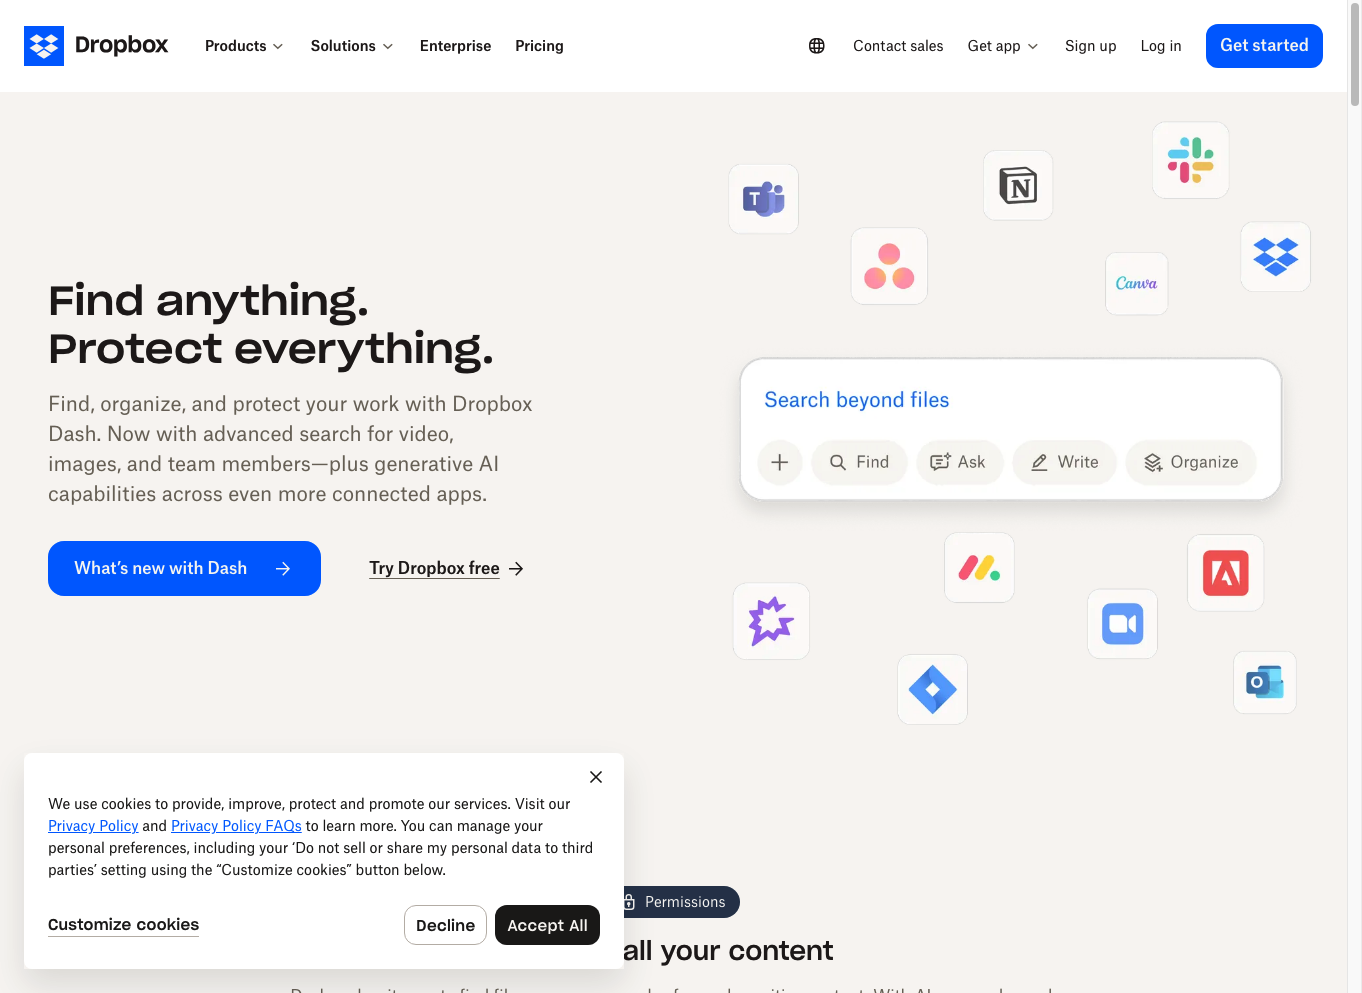 Dropbox
Products
Solutions
Enterprise
Pricing
Contact sales
Get app
Sign up
Log in
Get started
T
N
Canva
Find anything.
Protect everything.
Find, organize, and protect your work with Dropbox
Dash. Now with advanced search for video,
images, and team members—plus generative AI
capabilities across even more connected apps.
What’s new with Dash
Try Dropbox free
Search beyond files
Find
Ask
Write
Organize
O
We use cookies to provide, improve, protect and promote our services. Visit our
Privacy Policy and Privacy Policy FAQs to learn more. You can manage your
personal preferences, including your ‘Do not sell or share my personal data to third
parties’ setting using the “Customize cookies” button below.
Customize cookies
Decline
Accept All
Permissions
all your content